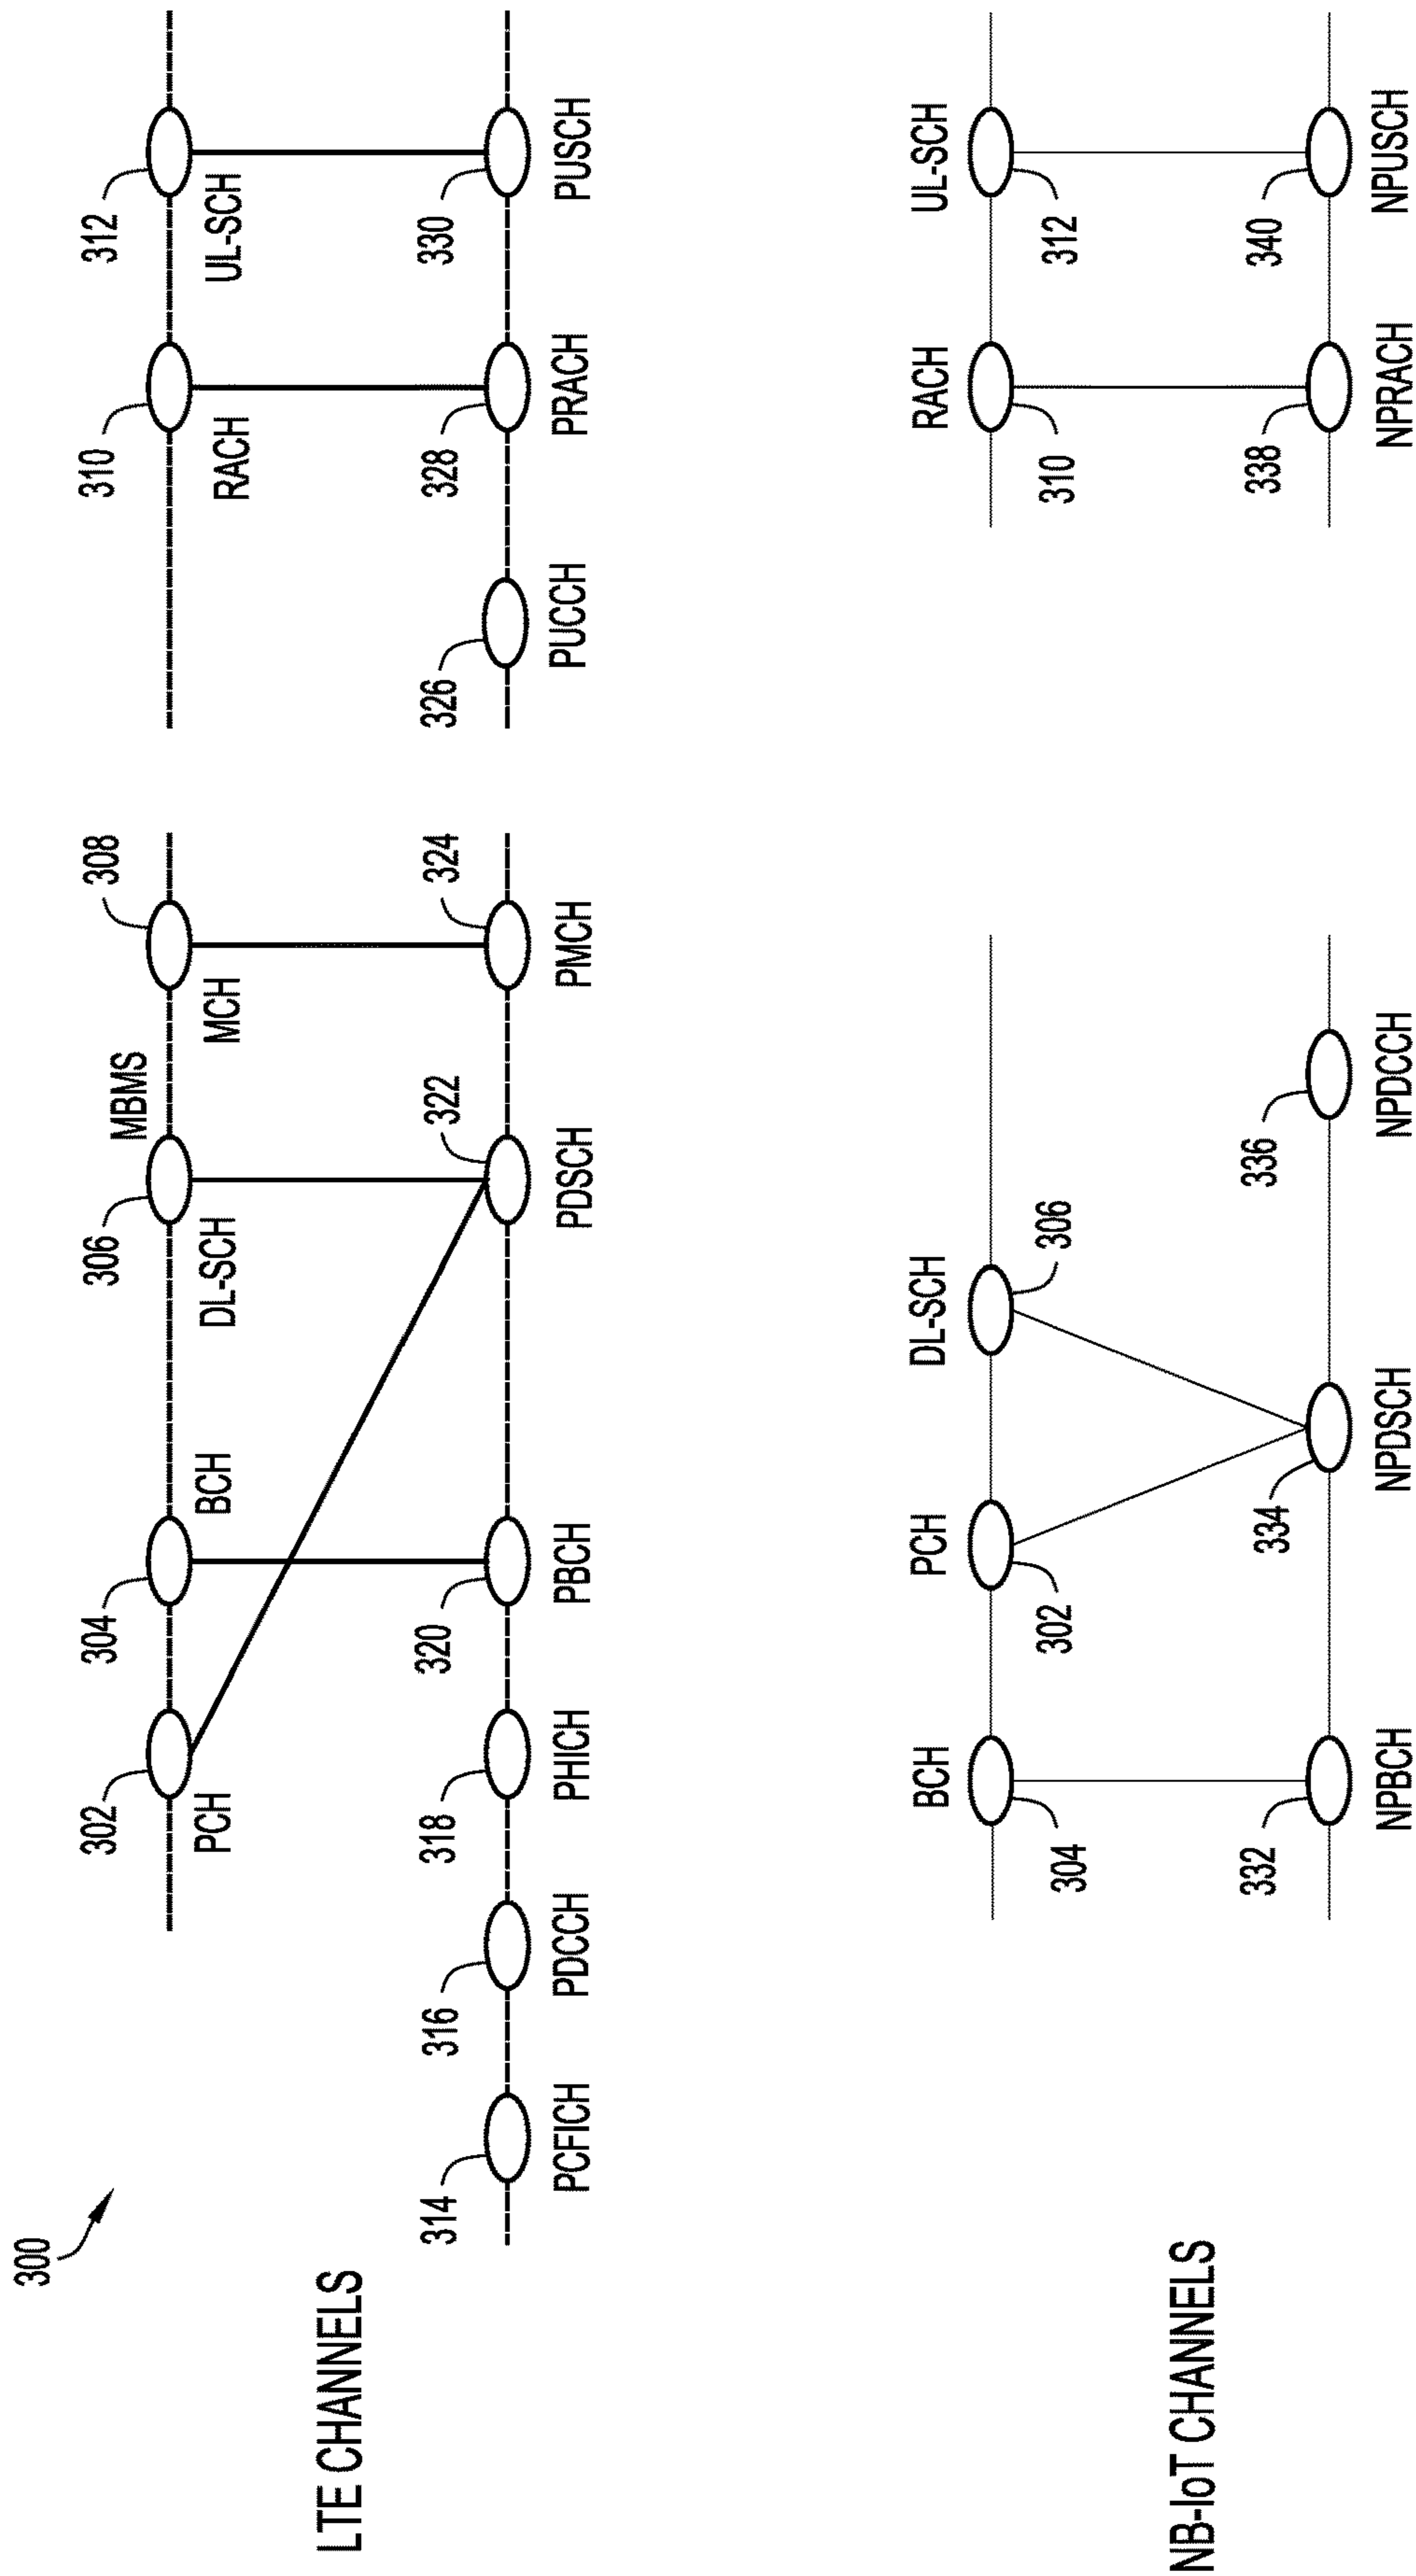 300
LTE CHANNELS
302
304
306
MBMS
308
310
312
PCH
BCH
DL-SCH
MCH
RACH
UL-SCH
314
316
318
320
322
324
326
328
330
PCFICH
PDCCH
PHICH
PBCH
PDSCH
PMCH
PUCCH
PRACH
PUSCH
NB-IoT CHANNELS
BCH
PCH
DL-SCH
RACH
UL-SCH
304
302
306
310
312
332
334
336
338
340
NPBCH
NPDSCH
NPDCCH
NPRACH
NPUSCH